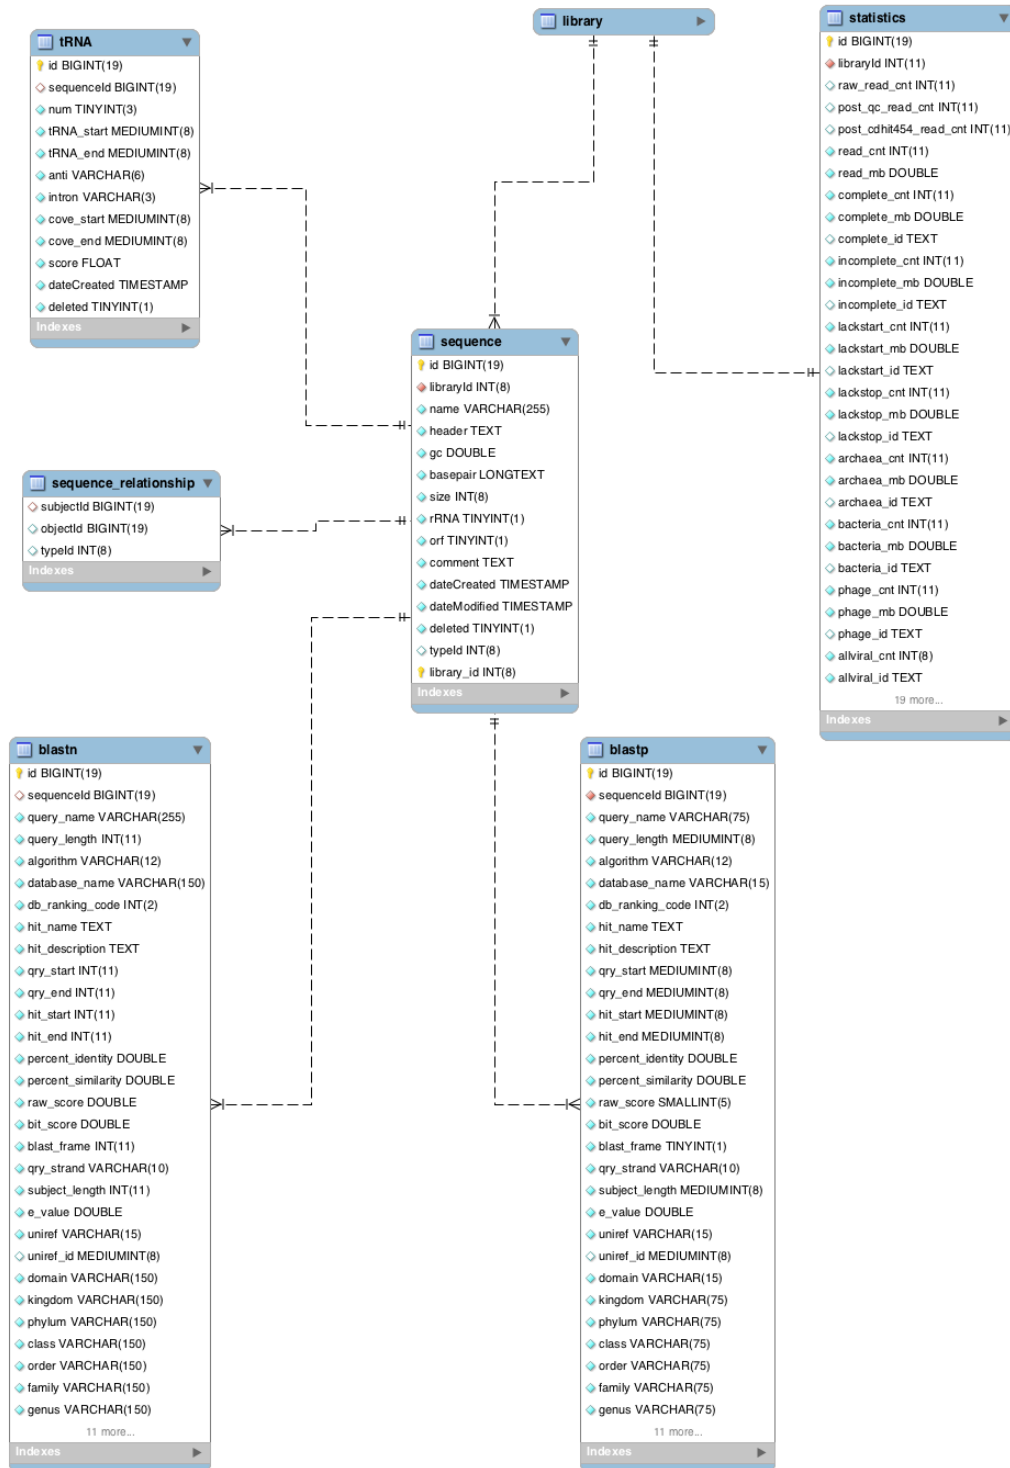 library
statistics
id BIGINT(19)
libraryId INT(11)
raw_read_cnt INT(11)
post_qc_read_cnt INT(11)
post_cdhit454_read_cnt INT(11)
read_cnt INT(11)
read_mb DOUBLE
complete_cnt INT(11)
complete_mb DOUBLE
complete_id TEXT
incomplete_cnt INT(11)
incomplete_mb DOUBLE
incomplete_id TEXT
lackstart_cnt INT(11)
lackstart_mb DOUBLE
lackstart_id TEXT
lackstop_cnt INT(11)
lackstop_mb DOUBLE
lackstop_id TEXT
archaea_cnt INT(11)
archaea_mb DOUBLE
archaea_id TEXT
bacteria_cnt INT(11)
bacteria_mb DOUBLE
bacteria_id TEXT
phage_cnt INT(11)
phage_mb DOUBLE
phage_id TEXT
allviral_cnt INT(8)
allviral_id TEXT
19 more...
Indexes
tRNA
id BIGINT(19)
sequenceId BIGINT(19)
num TINYINT(3)
tRNA_start MEDIUMINT(8)
tRNA_end MEDIUMINT(8)
anti VARCHAR(6)
intron VARCHAR(3)
cove_start MEDIUMINT(8)
cove_end MEDIUMINT(8)
score FLOAT
dateCreated TIMESTAMP
deleted TINYINT(1)
Indexes
sequence
id BIGINT(19)
libraryId INT(8)
name VARCHAR(255)
header TEXT
gc DOUBLE
basepair LONGTEXT
size INT(8)
rRNA TINYINT(1)
orf TINYINT(1)
comment TEXT
dateCreated TIMESTAMP
dateModified TIMESTAMP
deleted TINYINT(1)
typeId INT(8)
library_id INT(8)
Indexes
sequence_relationship
subjectId BIGINT(19)
objectId BIGINT(19)
typeId INT(8)
Indexes
blastn
id BIGINT(19)
sequenceId BIGINT(19)
query_name VARCHAR(255)
query_length INT(11)
algorithm VARCHAR(12)
database_name VARCHAR(150)
db_ranking_code INT(2)
hit_name TEXT
hit_description TEXT
qry_start INT(11)
qry_end INT(11)
hit_start INT(11)
hit_end INT(11)
percent_identity DOUBLE
percent_similarity DOUBLE
raw_score DOUBLE
bit_score DOUBLE
blast_frame INT(11)
qry_strand VARCHAR(10)
subject_length INT(11)
e_value DOUBLE
uniref VARCHAR(15)
uniref_id MEDIUMINT(8)
domain VARCHAR(150)
kingdom VARCHAR(150)
phylum VARCHAR(150)
class VARCHAR(150)
order VARCHAR(150)
family VARCHAR(150)
genus VARCHAR(150)
11 more...
Indexes
blastp
id BIGINT(19)
sequenceId BIGINT(19)
query_name VARCHAR(75)
query_length MEDIUMINT(8)
algorithm VARCHAR(12)
database_name VARCHAR(15)
db_ranking_code INT(2)
hit_name TEXT
hit_description TEXT
qry_start MEDIUMINT(8)
qry_end MEDIUMINT(8)
hit_start MEDIUMINT(8)
hit_end MEDIUMINT(8)
percent_identity DOUBLE
percent_similarity DOUBLE
raw_score SMALLINT(5)
bit_score DOUBLE
blast_frame TINYINT(1)
qry_strand VARCHAR(10)
subject_length MEDIUMINT(8)
e_value DOUBLE
uniref VARCHAR(15)
uniref_id MEDIUMINT(8)
domain VARCHAR(15)
kingdom VARCHAR(75)
phylum VARCHAR(75)
class VARCHAR(75)
order VARCHAR(75)
family VARCHAR(75)
genus VARCHAR(75)
11 more...
Indexes